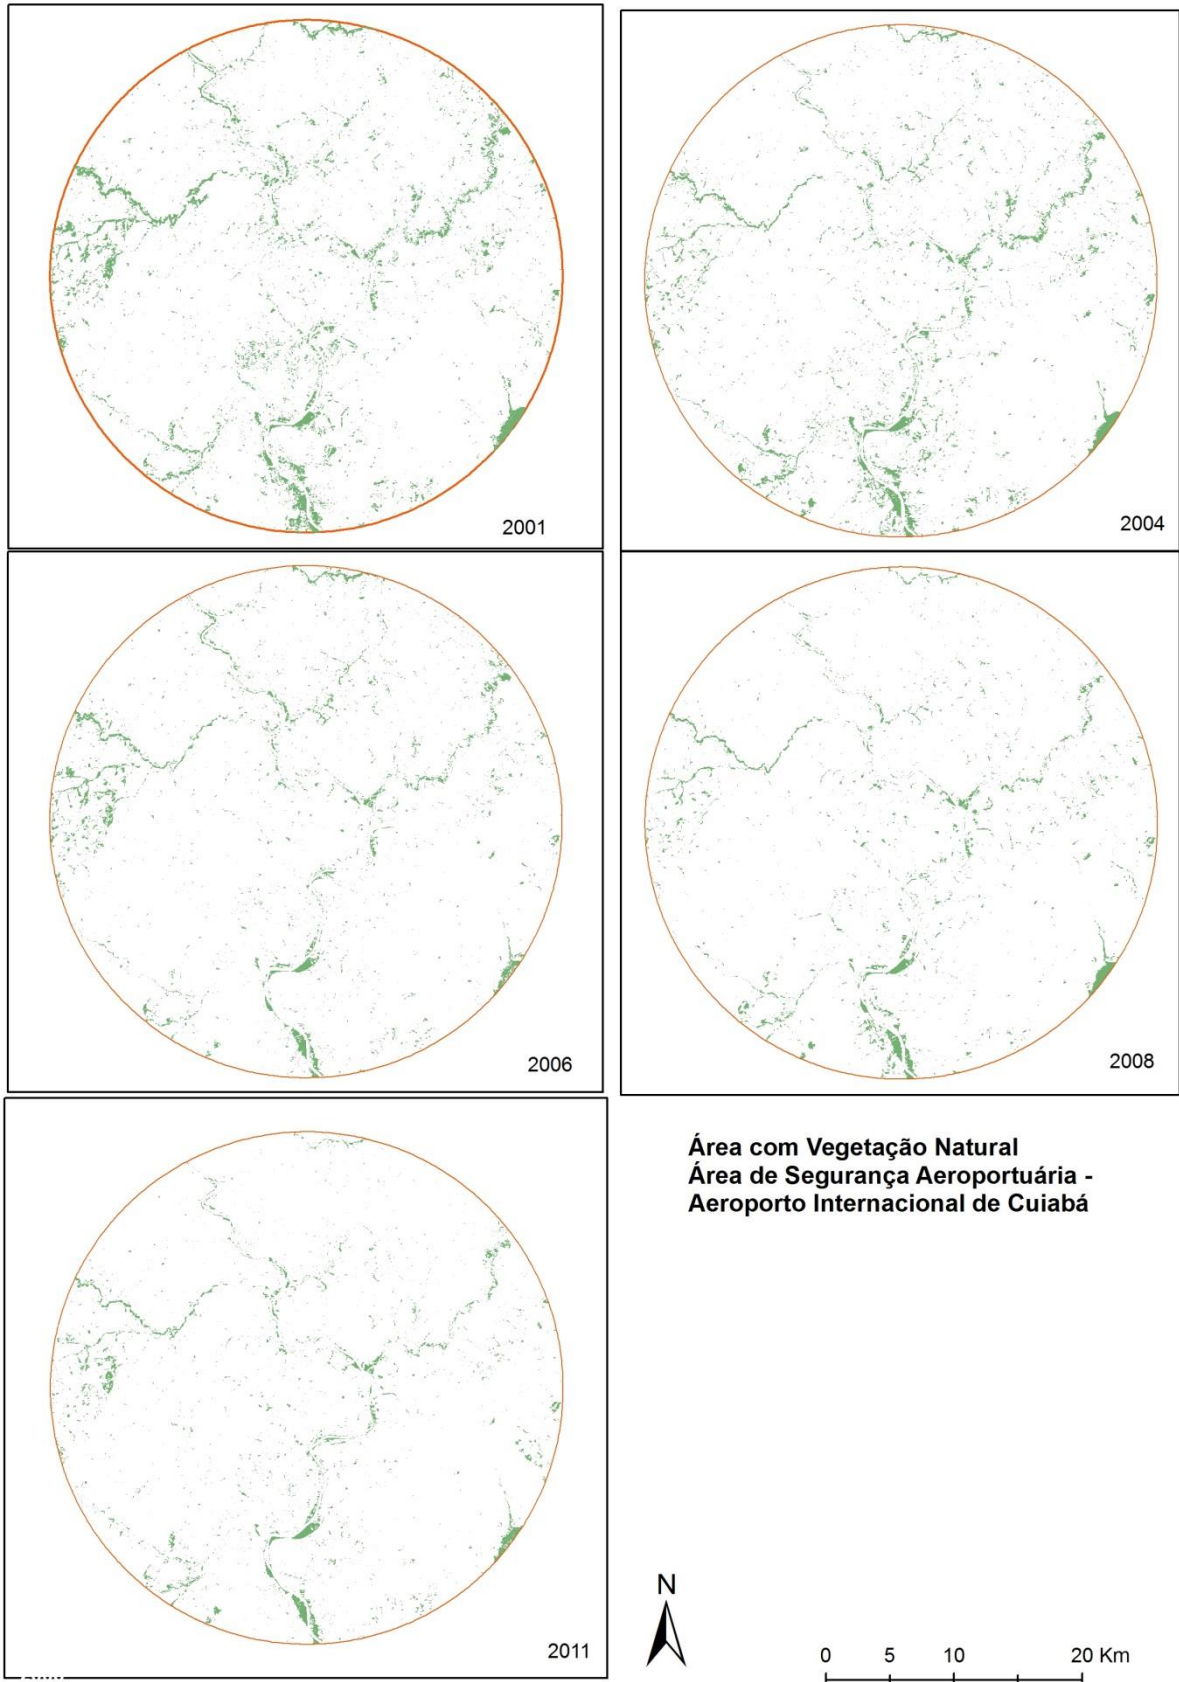 2001
2004
2006
2008
Área com Vegetação Natural
Área de Segurança Aeroportuária -
Aeroporto Internacional de Cuiabá
2011
N
0 5 10 20 Km